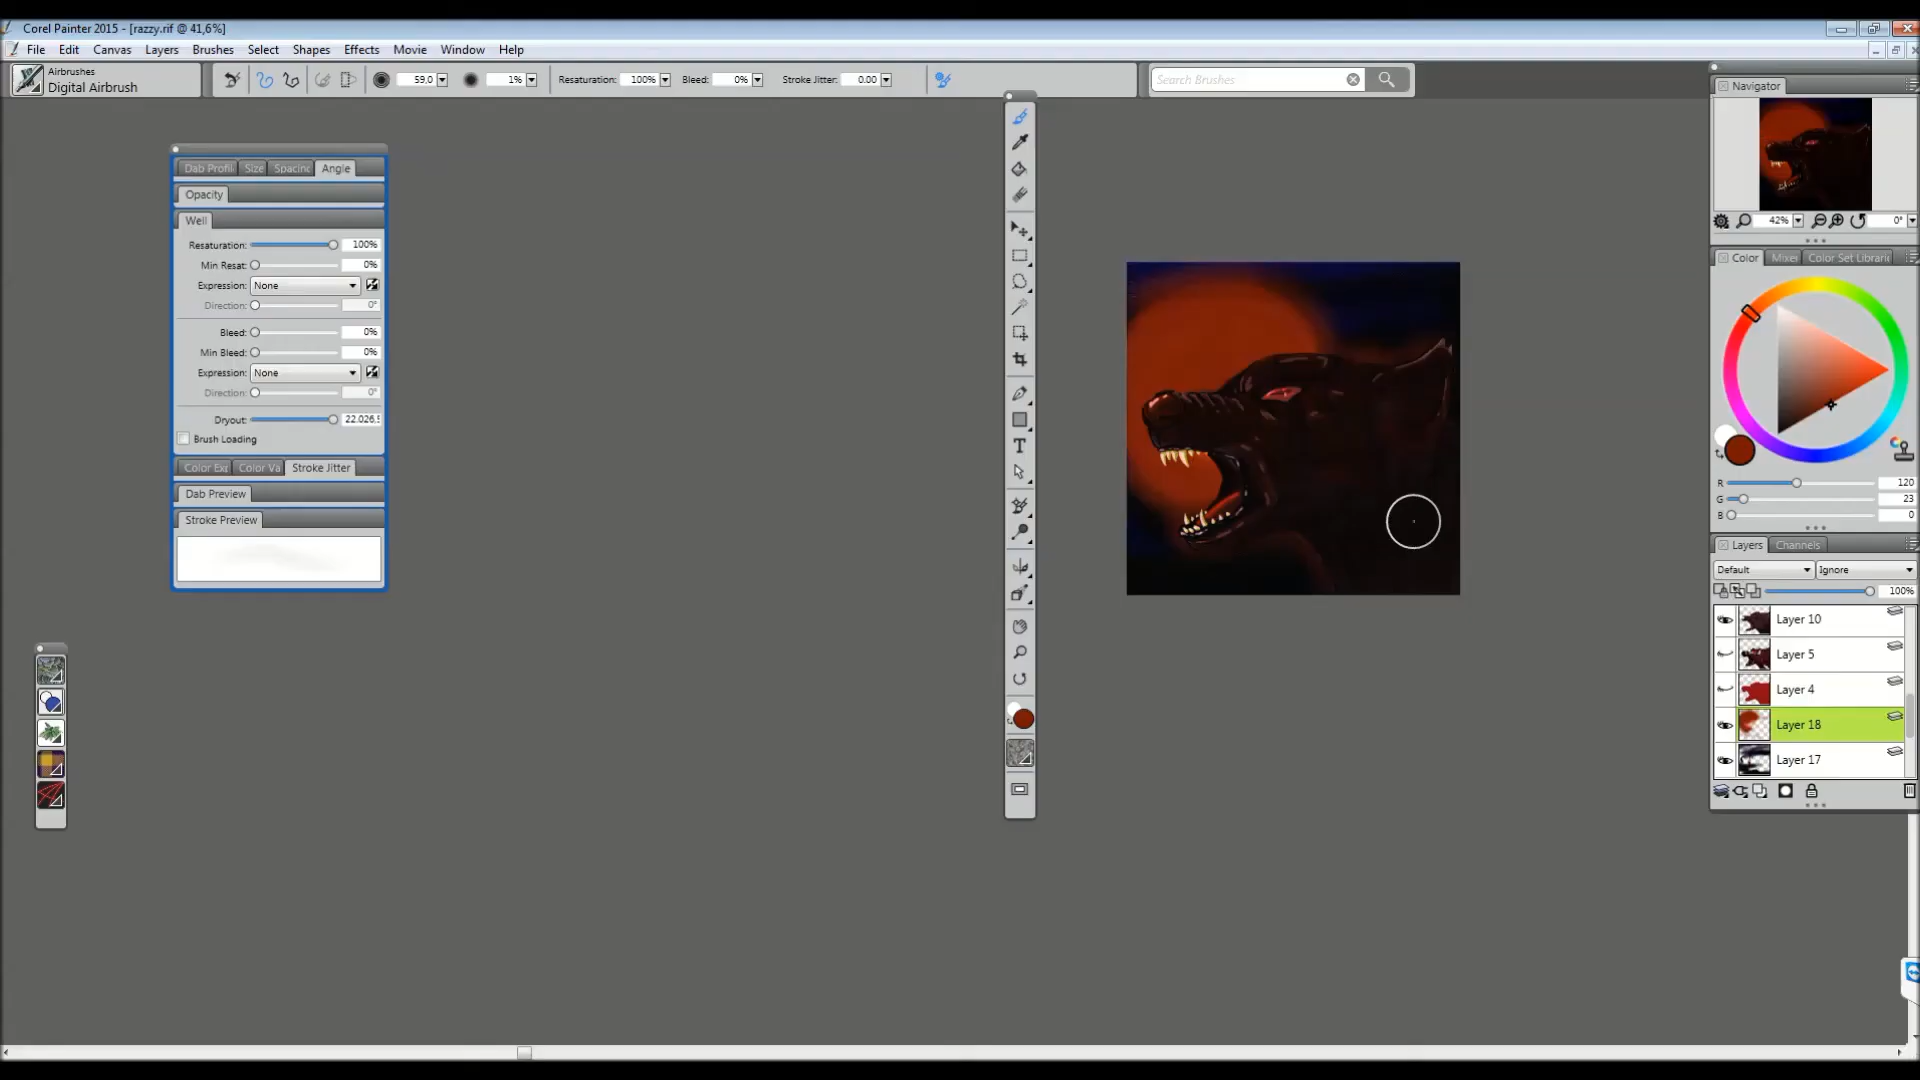 Corel Painter 2015 - [razzy.rif @ 41,6%]
File Edit Canvas Layers Brushes Select Shapes Effects Movie Window Help
Airbrushes
Digital Airbrush
59,0 1% Resaturation: 100% Bleed: 0% Stroke Jitter: 0.00
Search Brushes
Navigator
42% 0°
Dab Profil Size Spacing Angle
Opacity
Well
Resaturation: 100%
Min Resat: 0%
Expression: None
Direction: 0°
Bleed: 0%
Min Bleed: 0%
Expression: None
Direction: 0°
Dryout: 22.026,5
Brush Loading
Color Exp Color Va Stroke Jitter
Dab Preview
Stroke Preview
T
Color Mixer Color Set Librarie
R 120
G 23
B 0
Layers Channels
Default Ignore
100%
Layer 10
Layer 5
Layer 4
Layer 18
Layer 17